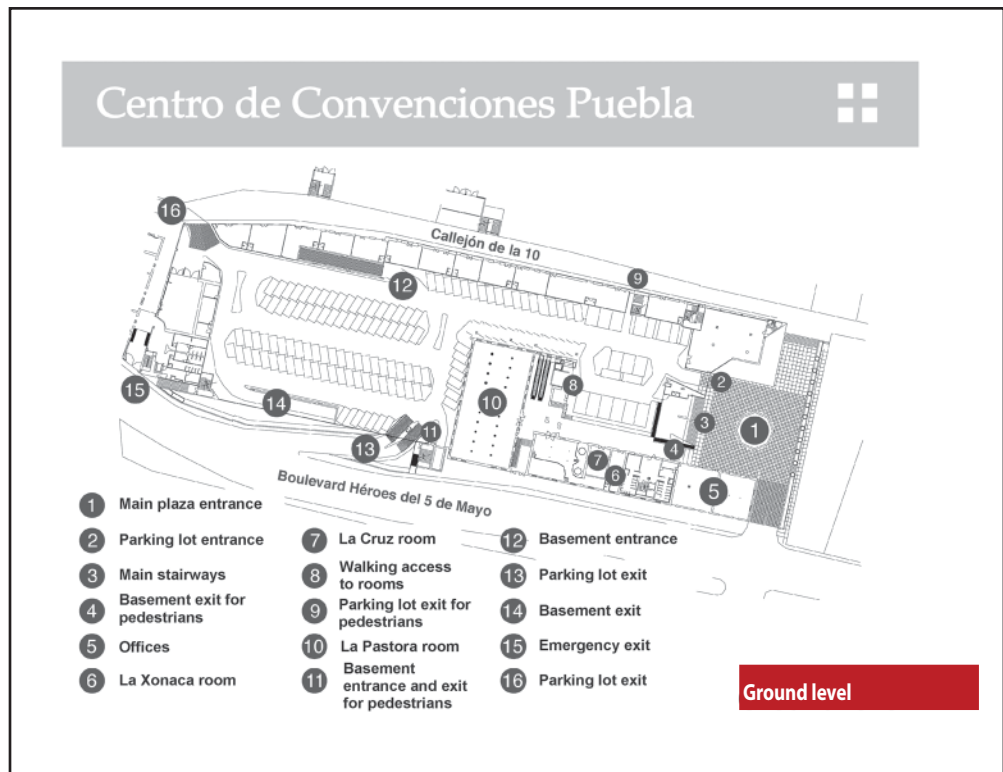 Centro de Convenciones Puebla
16
Callejón de la 10
9
12
2
8
10
3
1
15
14
11
4
13
7
6
5
Boulevard Héroes del 5 de Mayo
1 Main plaza entrance
2 Parking lot entrance
3 Main stairways
4 Basement exit for
pedestrians
5 Offices
6 La Xonaca room
7 La Cruz room
8 Walking access
to rooms
9 Parking lot exit for
pedestrians
10 La Pastora room
11 Basement
entrance and exit
for pedestrians
12 Basement entrance
13 Parking lot exit
14 Basement exit
15 Emergency exit
16 Parking lot exit
Ground level